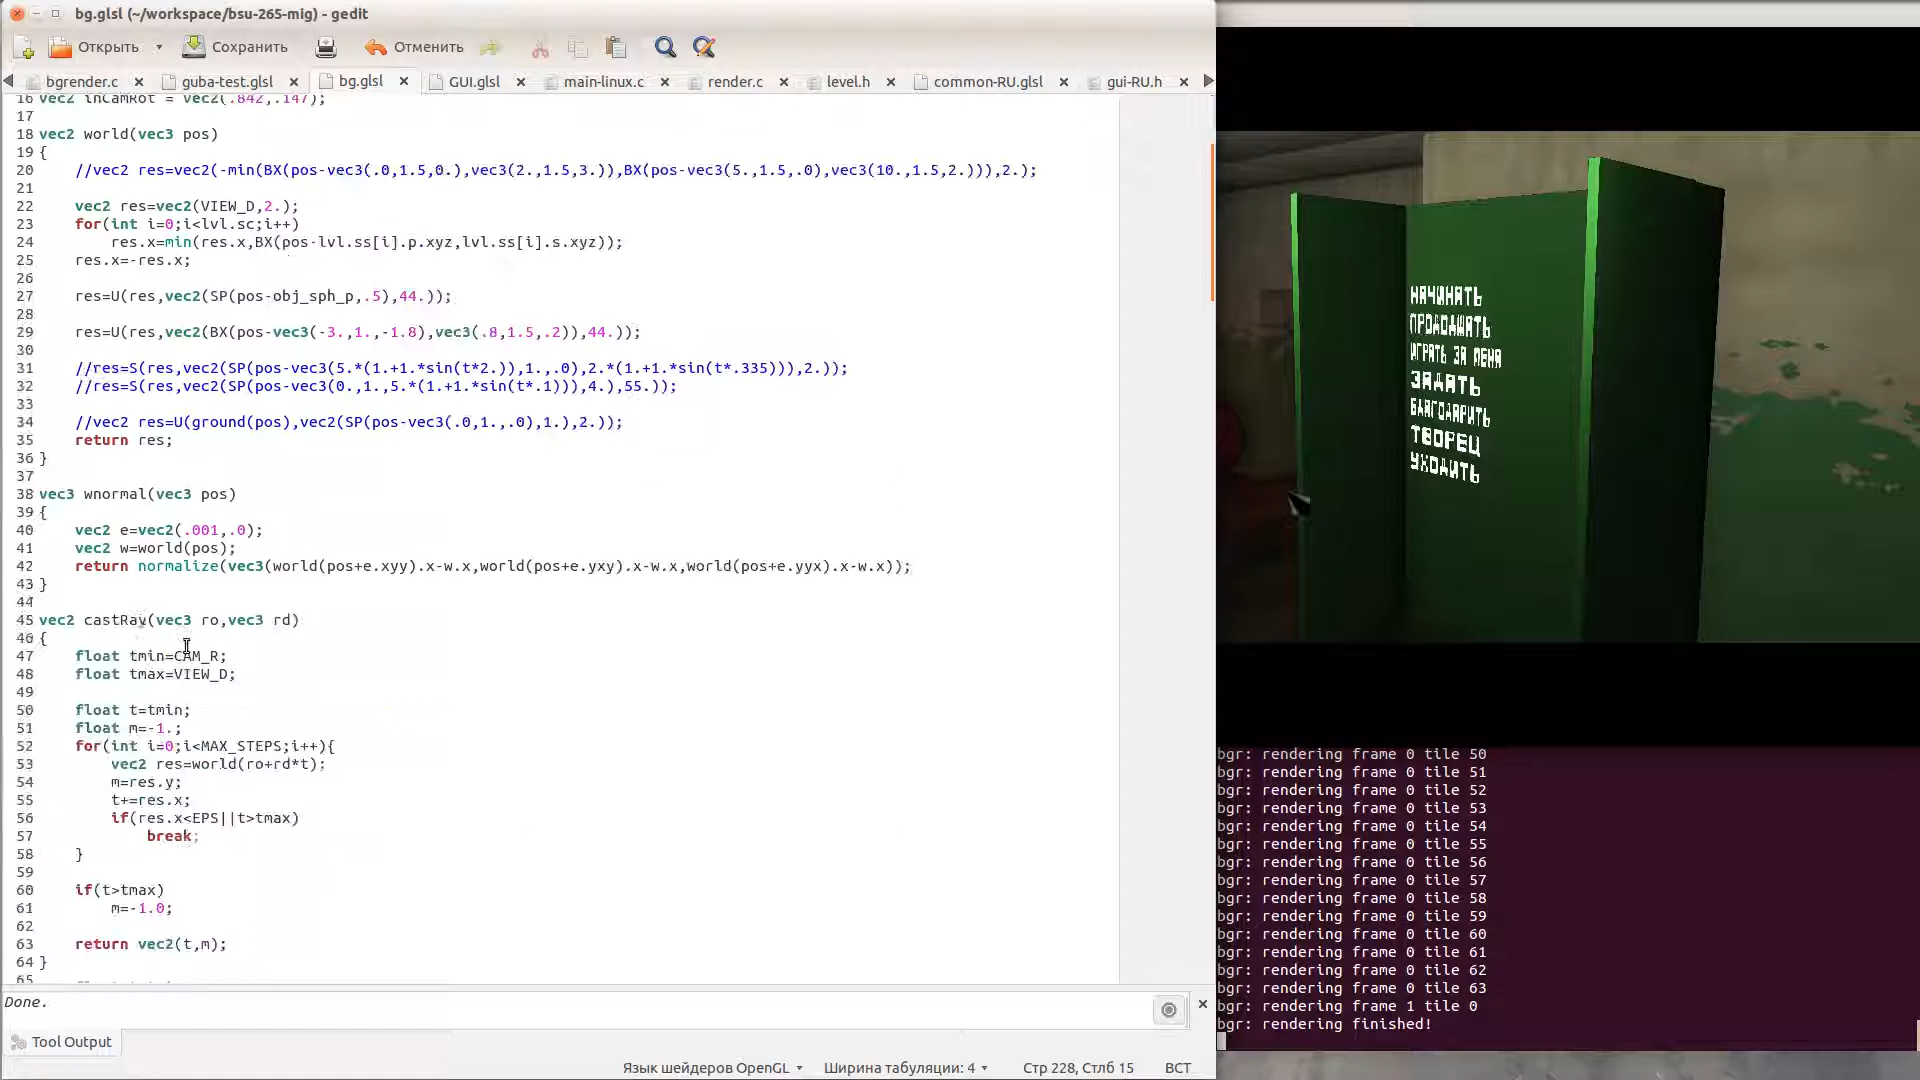 bg.glsl (~/workspace/bsu-265-mig) - gedit
Открыть Сохранить Отменить
bgrender.c guba-test.glsl bg.glsl GUI.glsl main-linux.c render.c level.h common-RU.glsl gui-RU.h
16 vec2 inCamRot = vec2(.842,.147);
17
18 vec2 world(vec3 pos)
19 {
20 //vec2 res=vec2(-min(BX(pos-vec3(.0,1.5,0.),vec3(2.,1.5,3.)),BX(pos-vec3(5.,1.5,.0),vec3(10.,1.5,2.))),2.);
21
22 vec2 res=vec2(VIEW_D,2.);
23 for(int i=0;i<lvl.sc;i++)
24 res.x=min(res.x,BX(pos-lvl.ss[i].p.xyz,lvl.ss[i].s.xyz));
25 res.x=-res.x;
26
27 res=U(res,vec2(SP(pos-obj_sph_p,.5),44.));
28
29 res=U(res,vec2(BX(pos-vec3(-3.,1.,-1.8),vec3(.8,1.5,.2)),44.));
30
31 //res=S(res,vec2(SP(pos-vec3(5.*(1.+1.*sin(t*2.)),1.,.0),2.*(1.+1.*sin(t*.335))),2.));
32 //res=S(res,vec2(SP(pos-vec3(0.,1.,5.*(1.+1.*sin(t*.1))),4.),55.));
33
34 //vec2 res=U(ground(pos),vec2(SP(pos-vec3(.0,1.,.0),1.),2.));
35 return res;
36 }
37
38 vec3 wnormal(vec3 pos)
39 {
40 vec2 e=vec2(.001,.0);
41 vec2 w=world(pos);
42 return normalize(vec3(world(pos+e.xyy).x-w.x,world(pos+e.yxy).x-w.x,world(pos+e.yyx).x-w.x));
43 }
44
45 vec2 castRay(vec3 ro,vec3 rd)
46 {
47 float tmin=CAM_R;
48 float tmax=VIEW_D;
49
50 float t=tmin;
51 float m=-1.;
52 for(int i=0;i<MAX_STEPS;i++){
53 vec2 res=world(ro+rd*t);
54 m=res.y;
55 t+=res.x;
56 if(res.x<EPS||t>tmax)
57 break;
58 }
59
60 if(t>tmax)
61 m=-1.0;
62
63 return vec2(t,m);
64 }
65
Done.
Tool Output
Язык шейдеров OpenGL Ширина табуляции: 4 Стр 228, Стлб 15 ВСТ
НАЧИНАТЬ
ПРОДОЛЖАТЬ
ИГРАТЬ ЗА МЕНЯ
ЗАДАТЬ
БЛАГОДАРИТЬ
ТВОРЕЦ
УХОДИТЬ
bgr: rendering frame 0 tile 50
bgr: rendering frame 0 tile 51
bgr: rendering frame 0 tile 52
bgr: rendering frame 0 tile 53
bgr: rendering frame 0 tile 54
bgr: rendering frame 0 tile 55
bgr: rendering frame 0 tile 56
bgr: rendering frame 0 tile 57
bgr: rendering frame 0 tile 58
bgr: rendering frame 0 tile 59
bgr: rendering frame 0 tile 60
bgr: rendering frame 0 tile 61
bgr: rendering frame 0 tile 62
bgr: rendering frame 0 tile 63
bgr: rendering frame 1 tile 0
bgr: rendering finished!